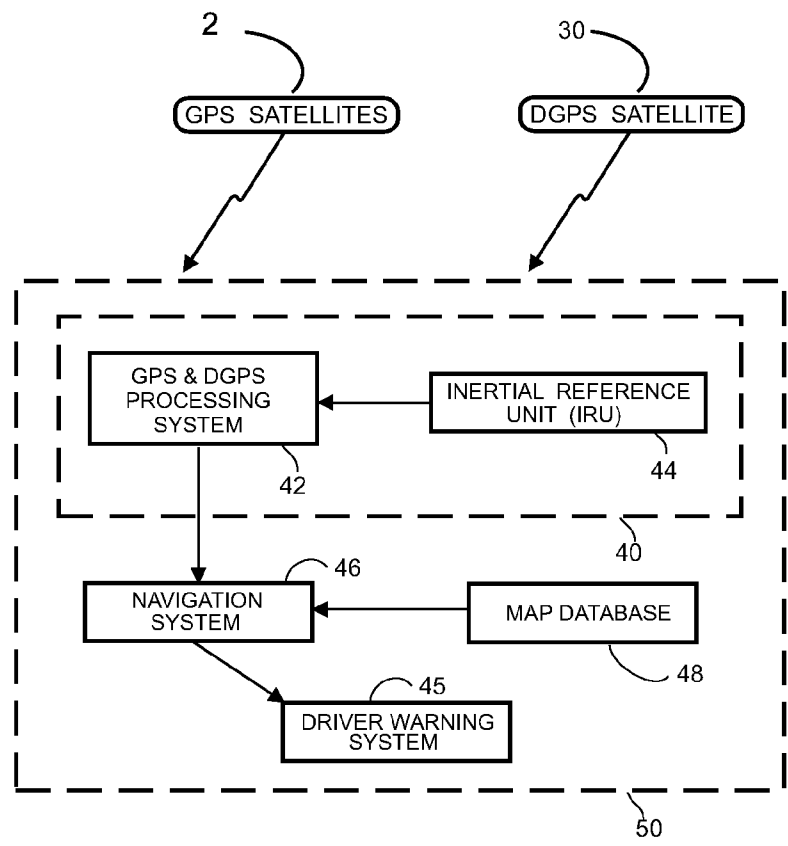 2
30
GPS SATELLITES
DGPS SATELLITE
GPS & DGPS
PROCESSING
SYSTEM
INERTIAL REFERENCE
UNIT (IRU)
42
44
40
46
NAVIGATION
SYSTEM
MAP DATABASE
48
45
DRIVER WARNING
SYSTEM
50